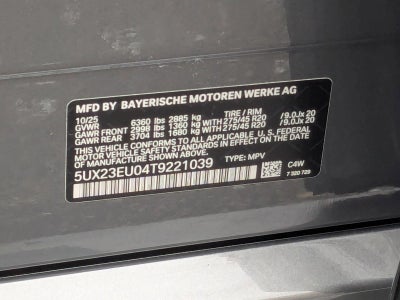 MFD BY BAYERISCHE MOTOREN WERKE AG
10/25 TIRE / RIM
GVWR 6360 lbs 2885 kg
GAWR FRONT 2998 lbs 1360 kg 275/45 R20 /9.0Jx 20
GAWR REAR 3704 lbs 1680 kg 275/45 R20 /9.0Jx 20
THIS VEHICLE CONFORMS TO ALL APPLICABLE
FEDERAL MOTOR VEHICLE SAFETY STANDARDS
IN EFFECT ON THE DATE OF MANUFACTURE SHOWN ABOVE.
5UX23EU04T9221039 TYPE: MPV C4W
7 320 729